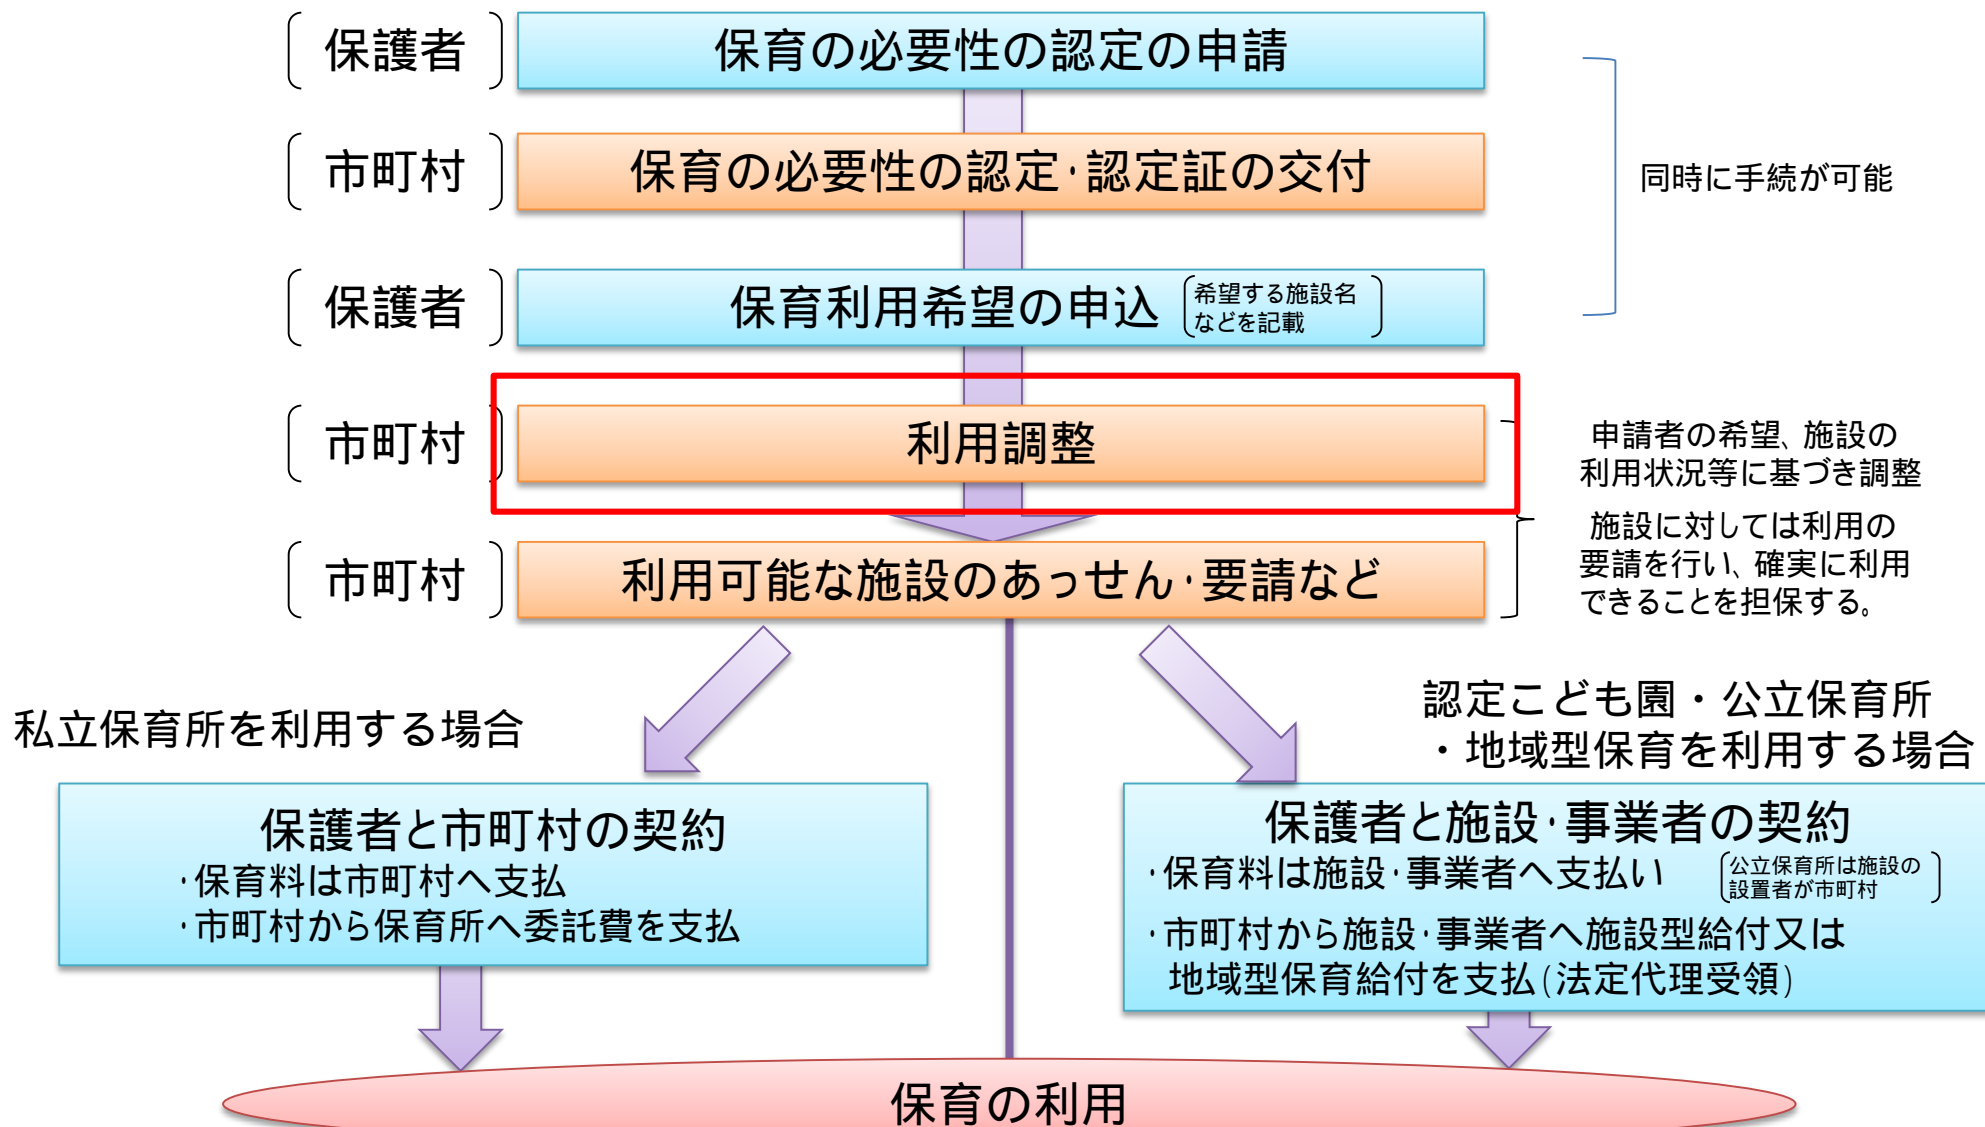 保護者
保育の必要性の認定の申請
市町村
保育の必要性の認定・認定証の交付
同時に手続が可能
保護者
保育利用希望の申込
希望する施設名
などを記載
市町村
利用調整
申請者の希望、施設の
利用状況等に基づき調整
市町村
利用可能な施設のあっせん・要請など
施設に対しては利用の
要請を行い、確実に利用
できることを担保する。
私立保育所を利用する場合
認定こども園・公立保育所
・地域型保育を利用する場合
保護者と市町村の契約
・保育料は市町村へ支払
・市町村から保育所へ委託費を支払
保護者と施設・事業者の契約
・保育料は施設・事業者へ支払い
公立保育所は施設の
設置者が市町村
・市町村から施設・事業者へ施設型給付又は
地域型保育給付を支払(法定代理受領)
保育の利用